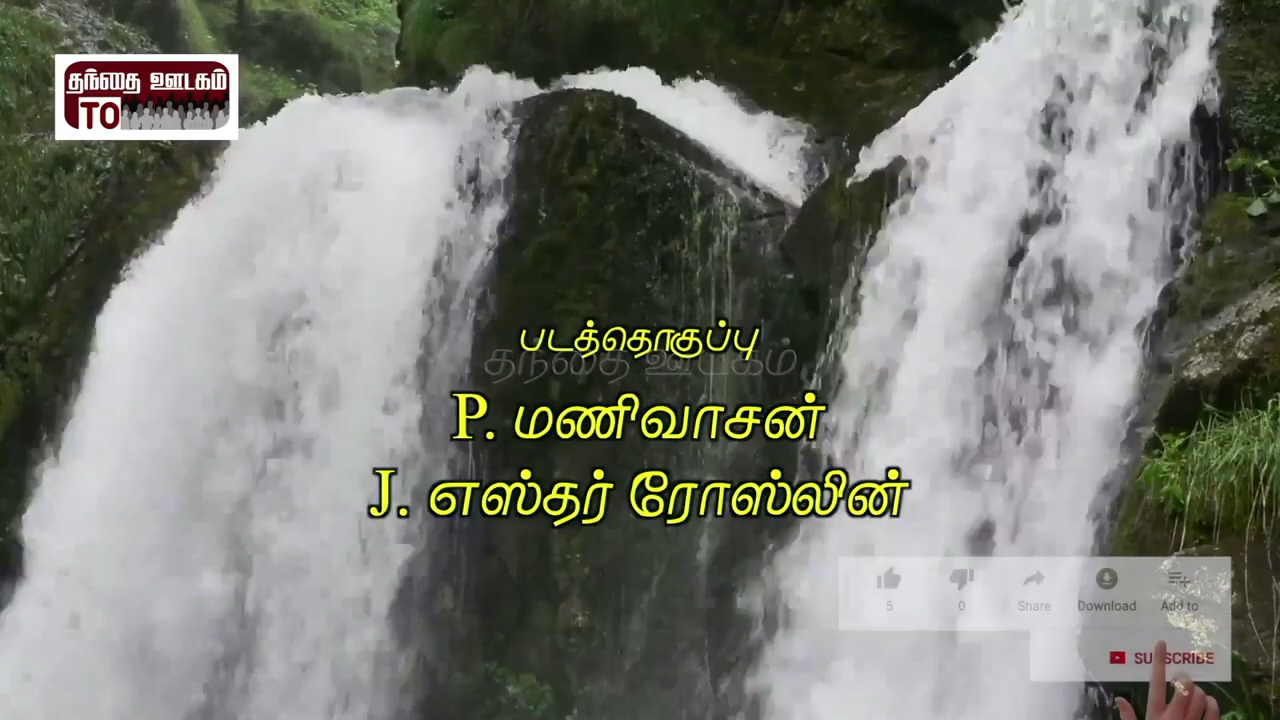 தந்தை ஊடகம்
TO
படத்தொகுப்பு
தந்தை ஊடகம்
P. மணிவாசன்
J. எஸ்தர் ரோஸ்லின்
5 0 Share Download Add to
SUBSCRIBE